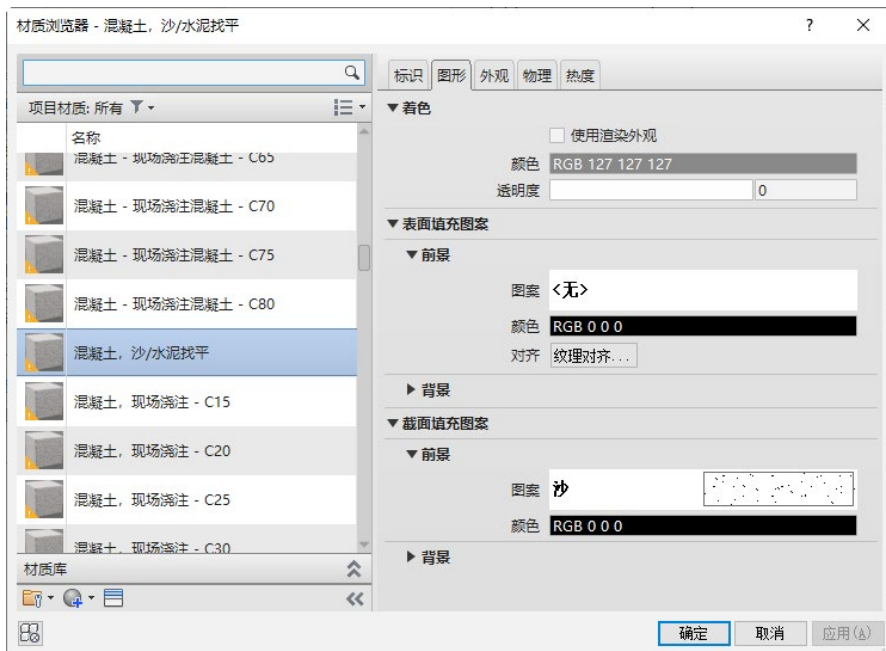 材质浏览器 - 混凝土，沙/水泥找平
?
项目材质: 所有
名称
混凝土 - 现场浇注混凝土 - C65
混凝土 - 现场浇注混凝土 - C70
混凝土 - 现场浇注混凝土 - C75
混凝土 - 现场浇注混凝土 - C80
混凝土，沙/水泥找平
混凝土，现场浇注 - C15
混凝土，现场浇注 - C20
混凝土，现场浇注 - C25
混凝土，现场浇注 - C30
材质库
标识 图形 外观 物理 热度
着色
使用渲染外观
颜色 RGB 127 127 127
透明度 0
表面填充图案
前景
图案 <无>
颜色 RGB 0 0 0
对齐 纹理对齐...
背景
截面填充图案
前景
图案 沙
颜色 RGB 0 0 0
背景
确定 取消 应用(A)